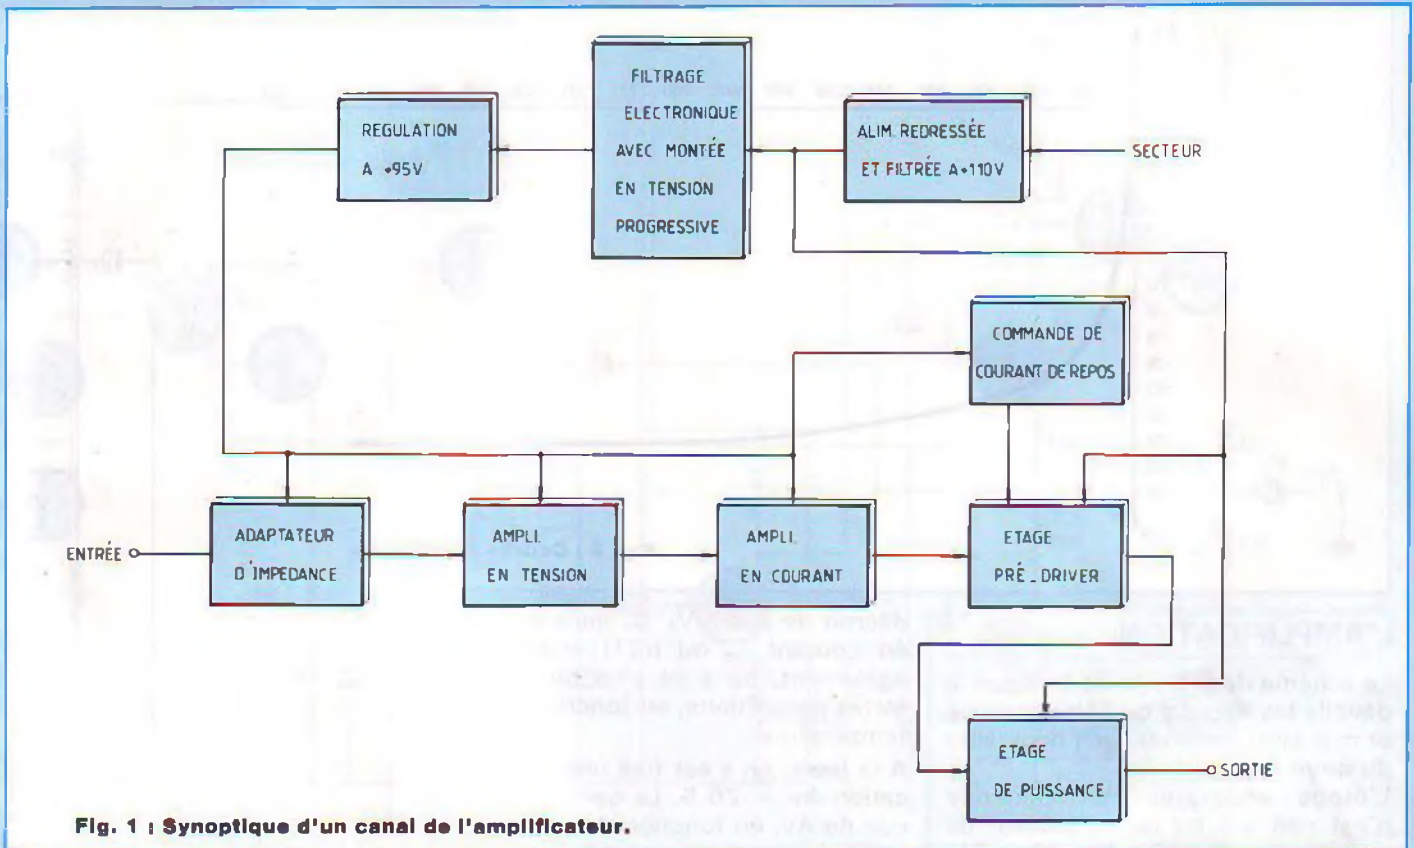 FILTRAGE
ELECTRONIQUE
AVEC MONTÉE
EN TENSION
PROGRESSIVE
REGULATION
A +95V
ALIM. REDRESSÉE
ET FILTRÉE A+110V
SECTEUR
COMMANDE DE
COURANT DE REPOS
ENTRÉE
ADAPTATEUR
D'IMPEDANCE
AMPLI.
EN TENSION
AMPLI.
EN COURANT
ETAGE
PRÉ_DRIVER
ETAGE
DE PUISSANCE
SORTIE
Fig. 1 : Synoptique d'un canal de l'amplificateur.